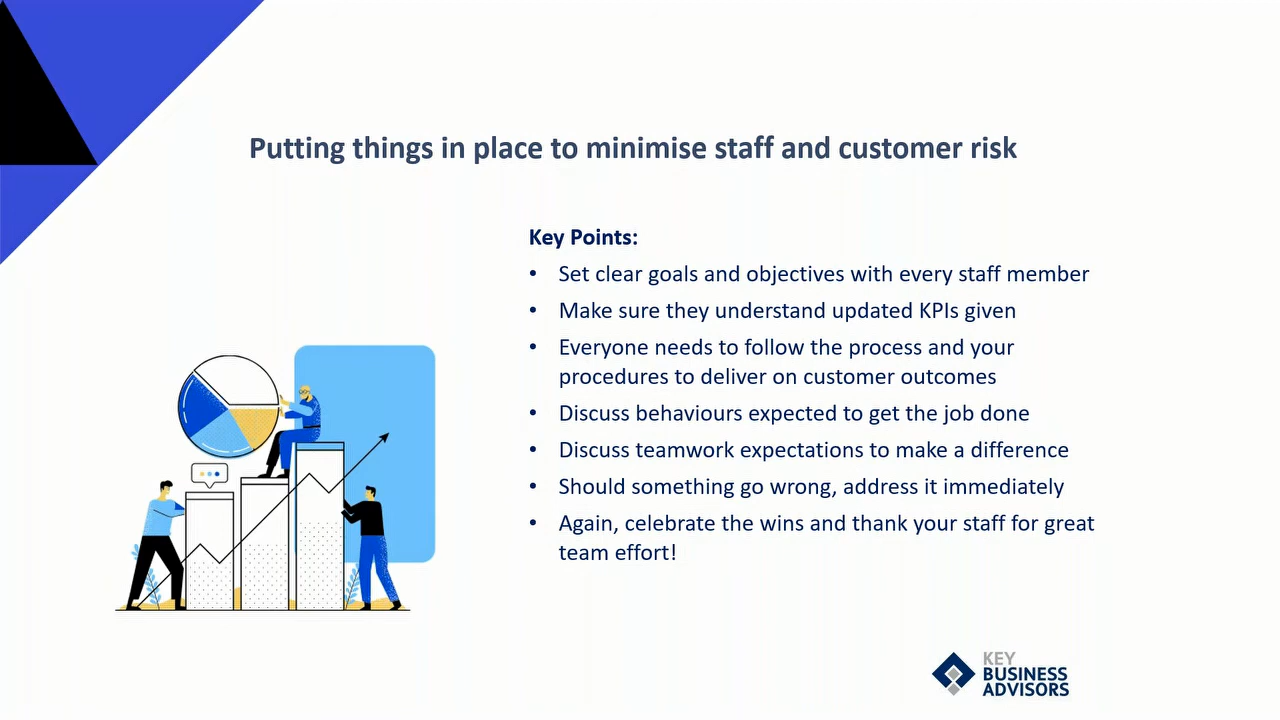 Putting things in place to minimise staff and customer risk
Key Points:
• Set clear goals and objectives with every staff member
• Make sure they understand updated KPIs given
• Everyone needs to follow the process and your
procedures to deliver on customer outcomes
• Discuss behaviours expected to get the job done
• Discuss teamwork expectations to make a difference
• Should something go wrong, address it immediately
• Again, celebrate the wins and thank your staff for great
team effort!
KEY
BUSINESS
ADVISORS